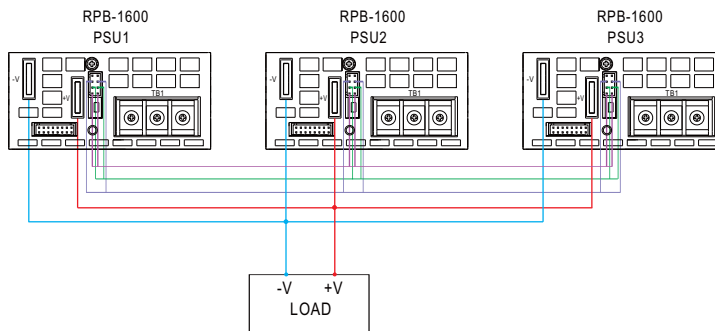 RPB-1600 RPB-1600 RPB-1600
PSU1 PSU2 PSU3
-V +V TB1 -V +V TB1 -V +V TB1
-V +V
LOAD